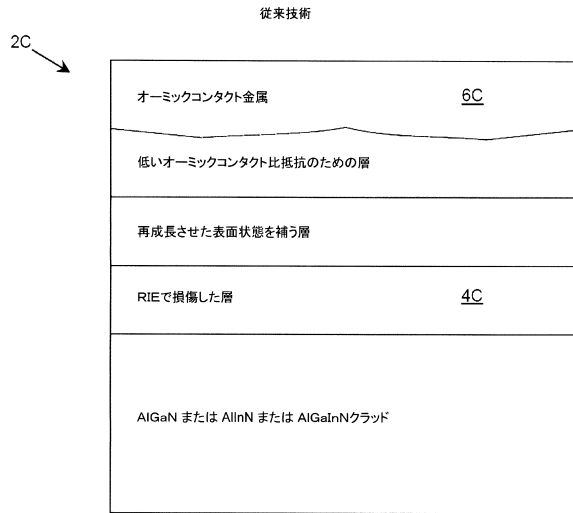 従来技術
2C
オーミックコンタクト金属 6C
低いオーミックコンタクト比抵抗のための層
再成長させた表面状態を補う層
RIEで損傷した層 4C
AlGaN または AlInN または AlGaInNクラッド